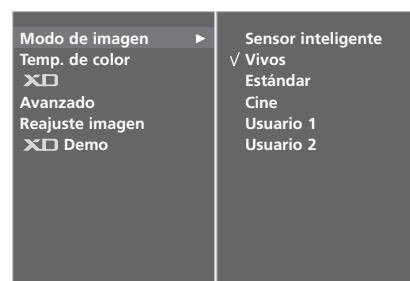 Modo de imagen ►
Temp. de color
XD
Avanzado
Reajuste imagen
XD Demo
Sensor inteligente
√ Vivos
Estándar
Cine
Usuario 1
Usuario 2